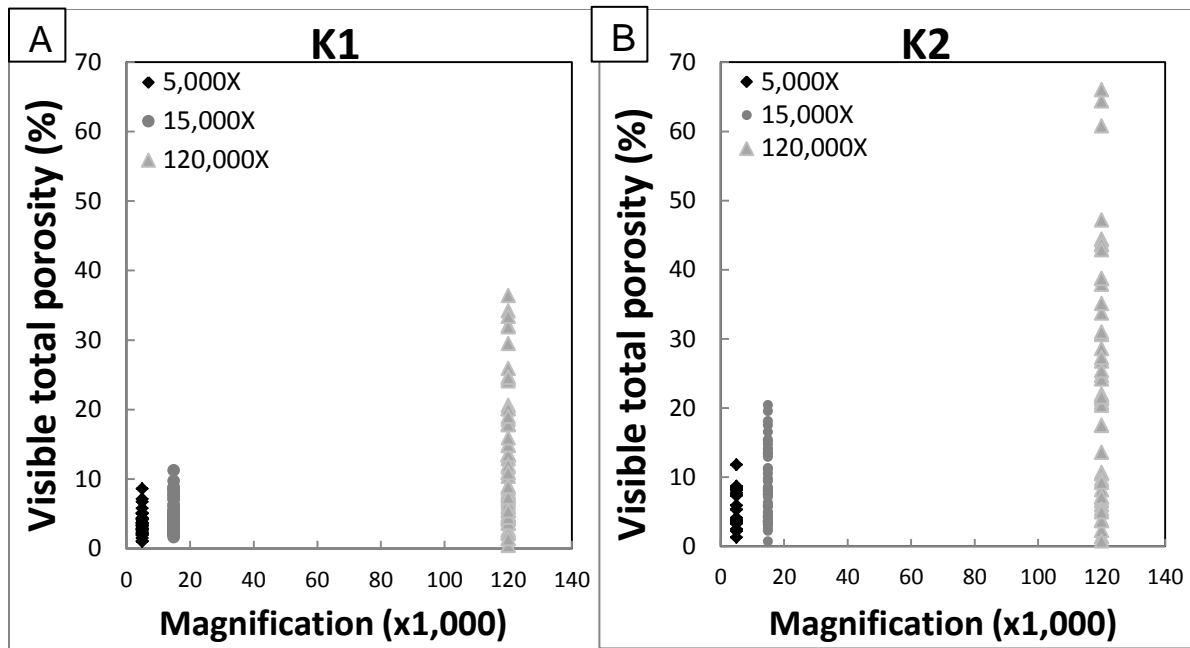 A
K1
70
60
50
40
30
20
10
0
Visible total porosity (%)
5,000X
15,000X
120,000X
0 20 40 60 80 100 120 140
Magnification (x1,000)
B
K2
70
60
50
40
30
20
10
0
Visible total porosity (%)
5,000X
15,000X
120,000X
0 20 40 60 80 100 120 140
Magnification (x1,000)